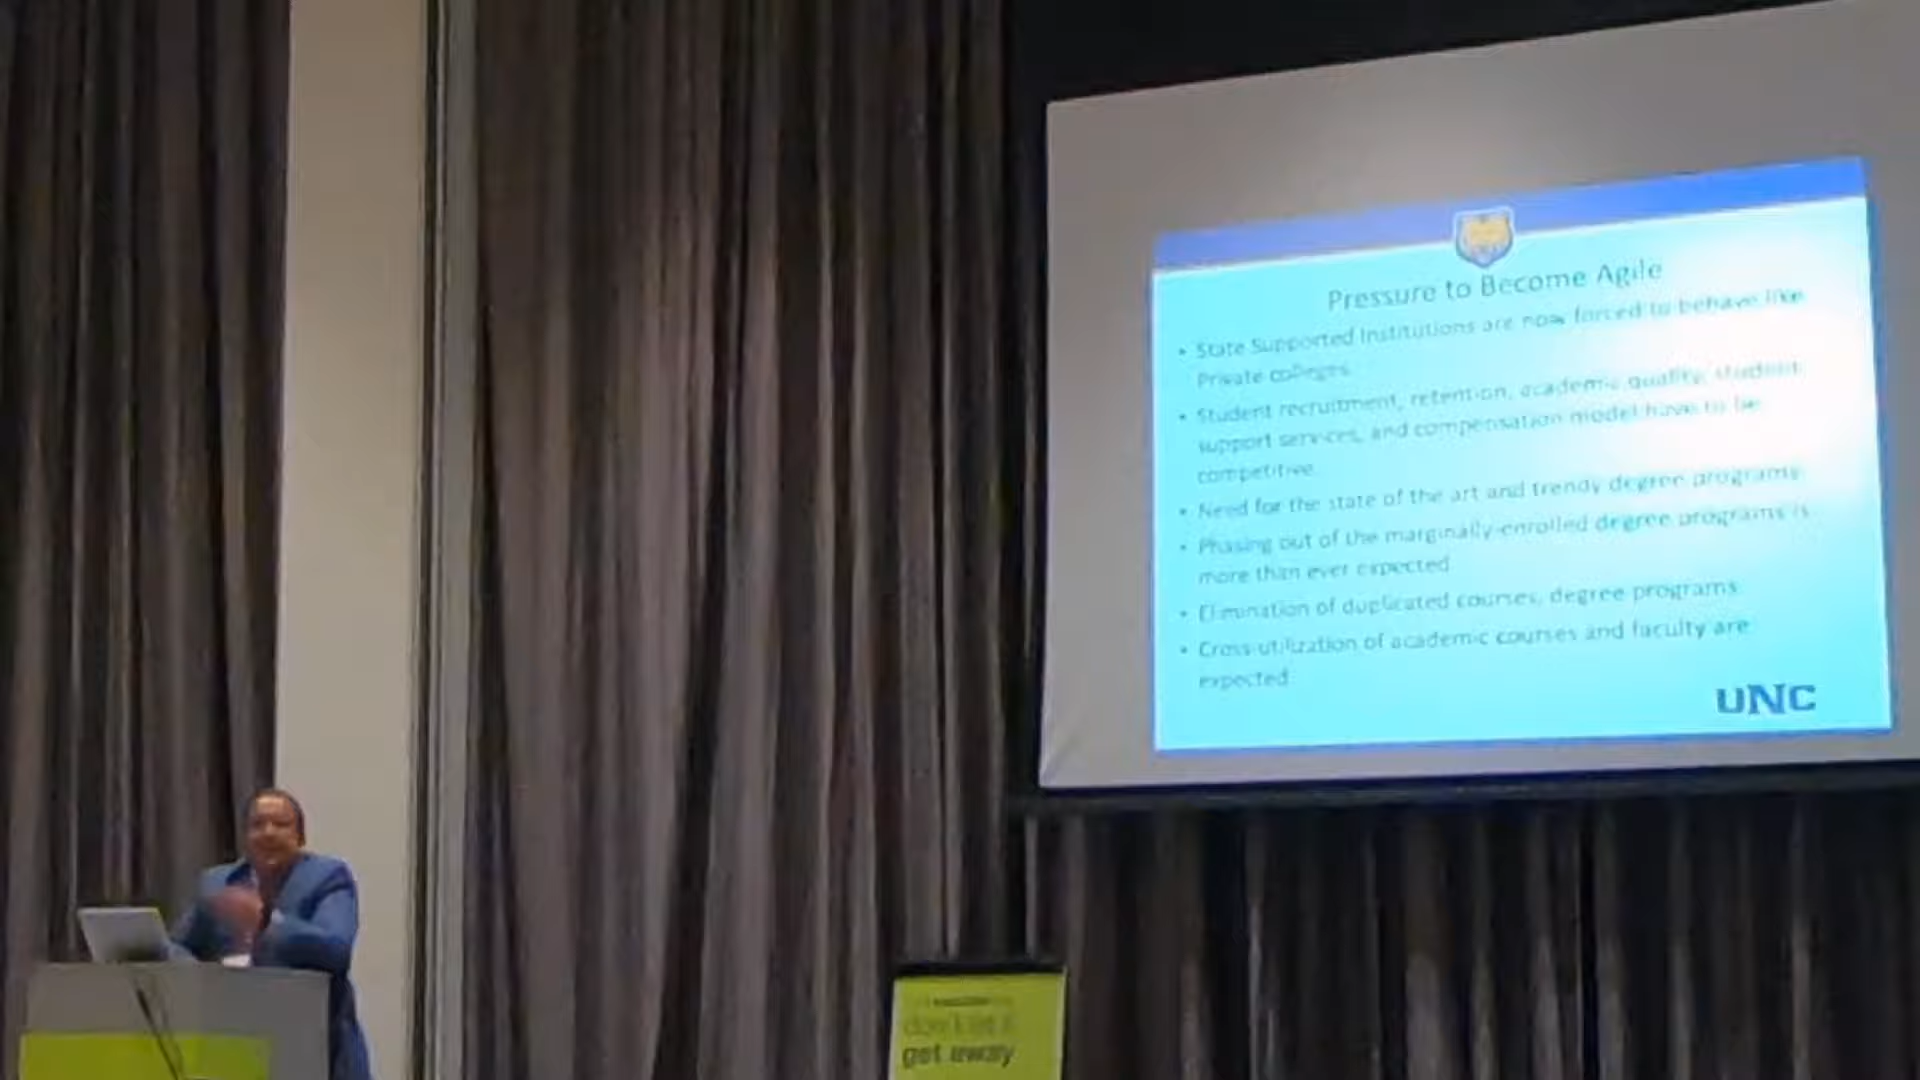 Pressure to Become Agile
• State Supported Institutions are now forced to behave like
Private colleges.
• Student recruitment, retention, academic quality, student
support services, and compensation model have to be
competitive.
• Need for the state of the art and trendy degree programs
• Phasing out of the marginally-enrolled degree programs is
more than ever expected
• Elimination of duplicated courses, degree programs
• Cross-utilization of academic courses and faculty are
expected
UNC
get away